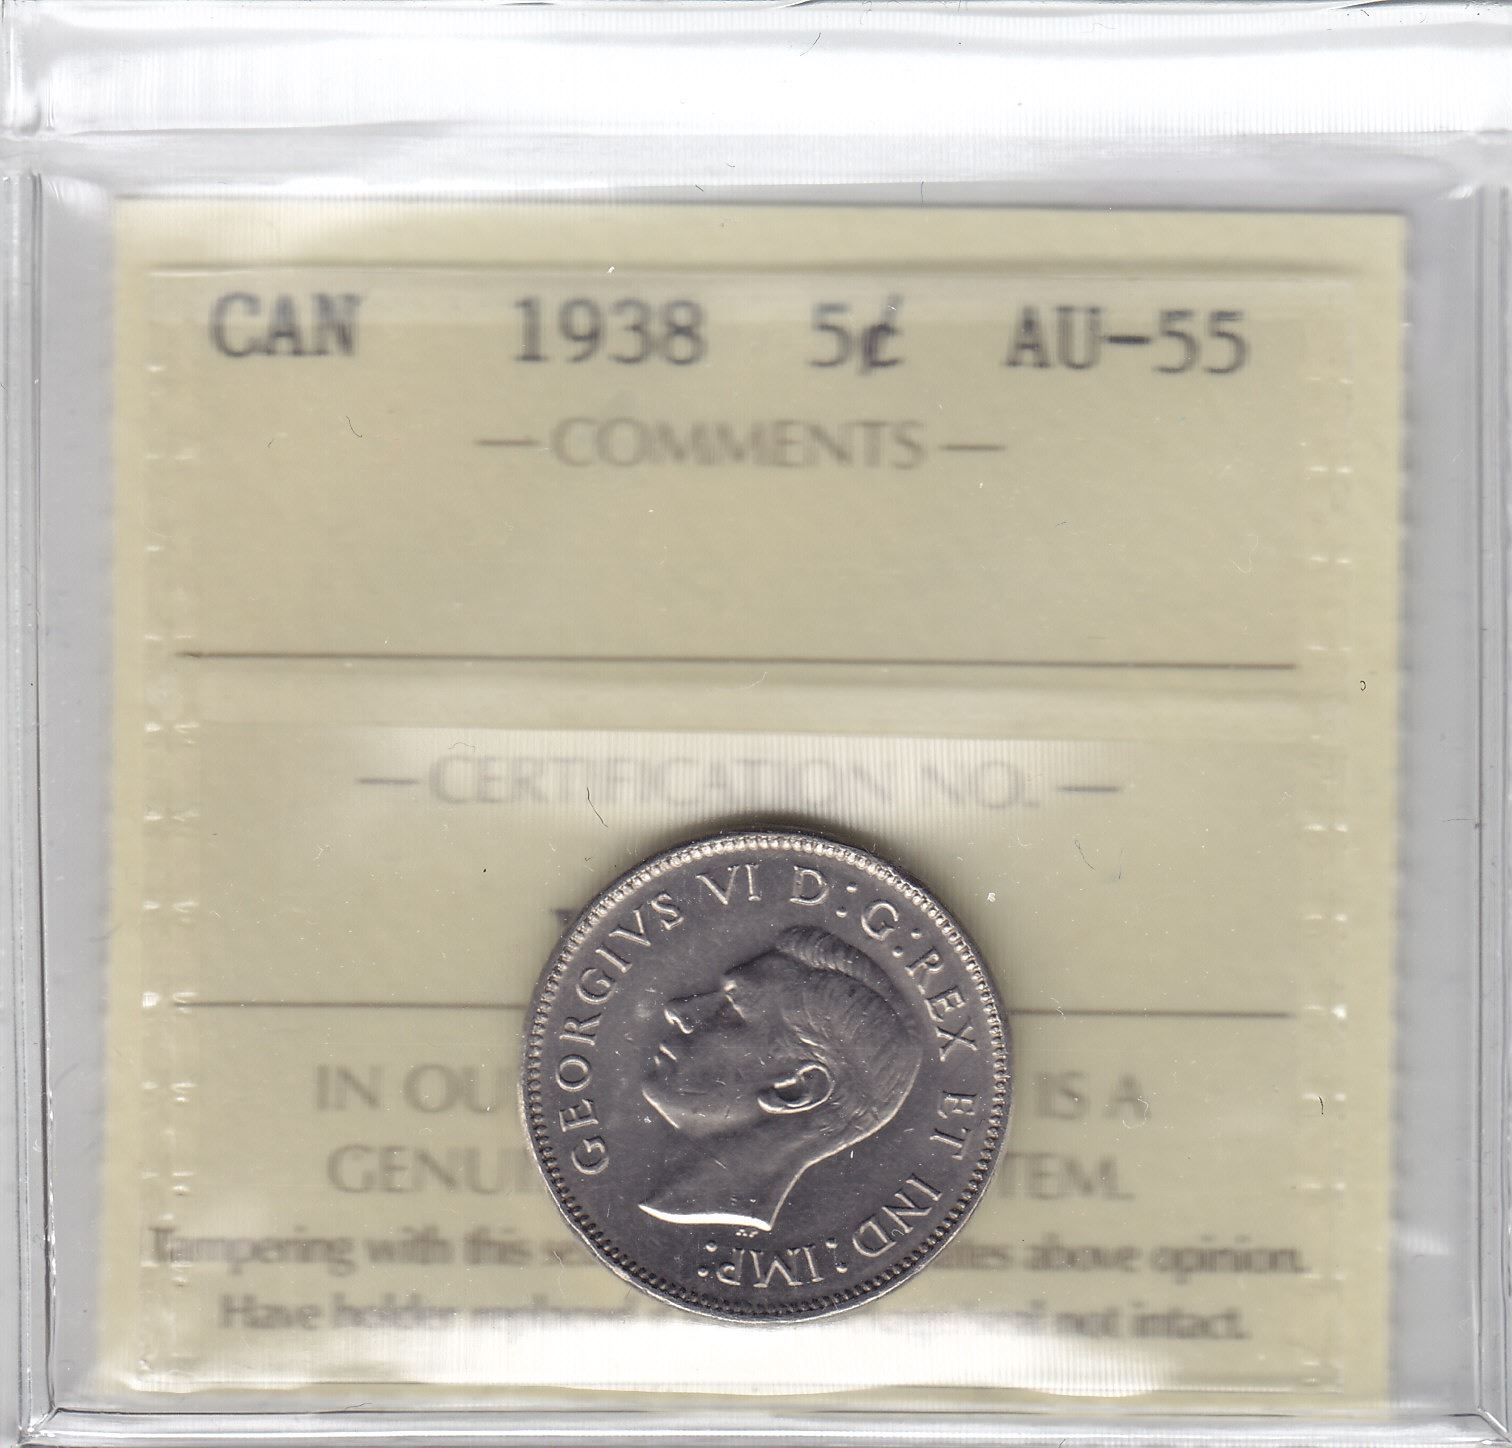 CAN 1938 5¢ AU-55
— COMMENTS —
— CERTIFICATION NO. —
IN OU IS A
GENU TEM.
Tampering with this se above opinion.
Have holder not intact.
GEORGIVS VI D:G:REX ET IND:IMP:
HP